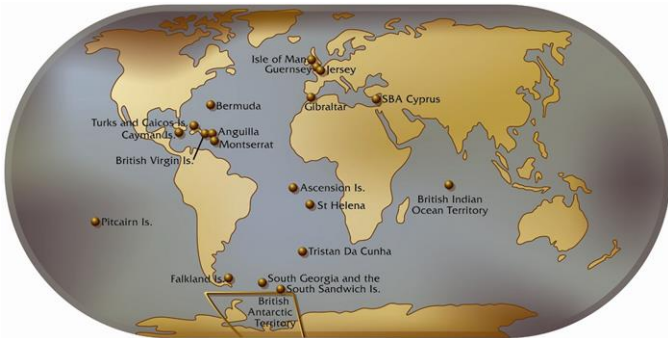 Isle of Man
Guernsey
Jersey
Bermuda
Gibraltar
SBA Cyprus
Turks and Caicos Is.
Cayman Is.
Anguilla
Montserrat
British Virgin Is.
Ascension Is.
British Indian
Ocean Territory
St Helena
Pitcairn Is.
Tristan Da Cunha
Falkland Is.
South Georgia and the
South Sandwich Is.
British
Antarctic
Territory